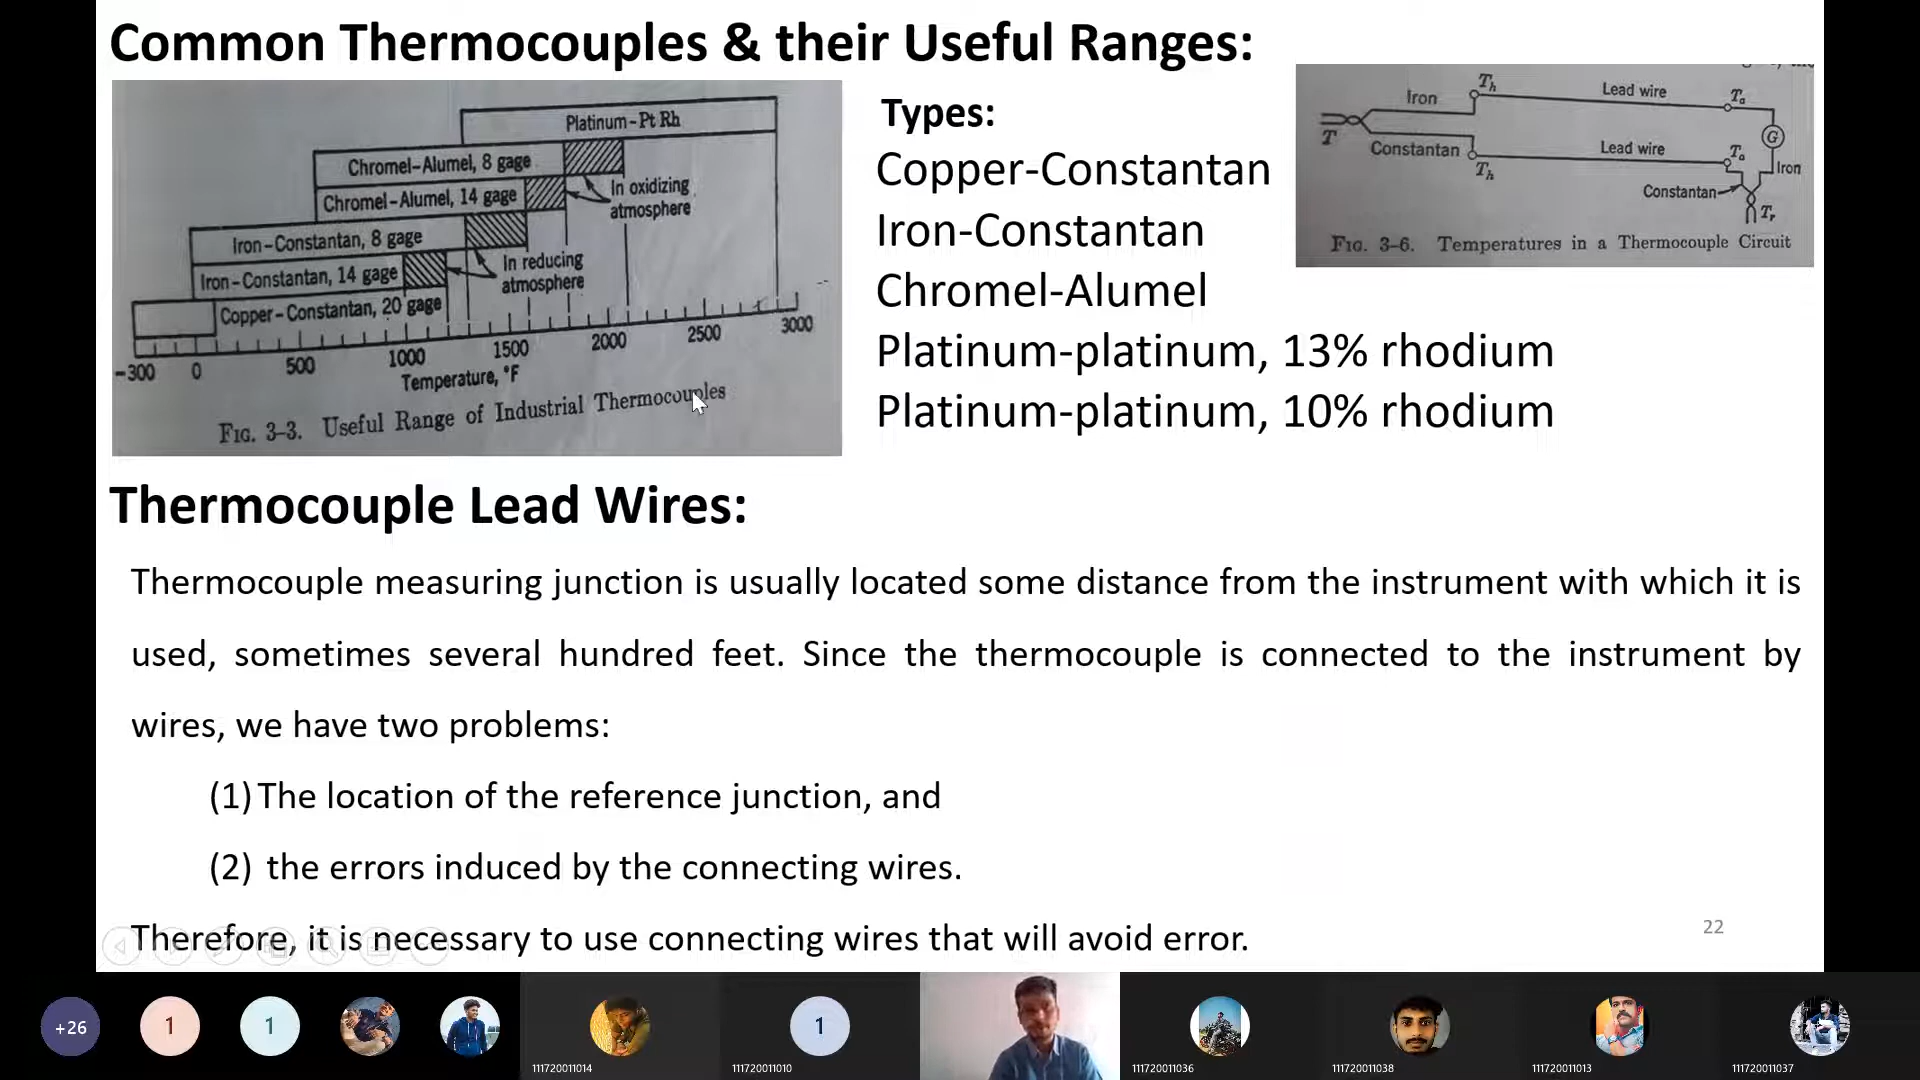 Common Thermocouples & their Useful Ranges:
Platinum-Pt Rh
Chromel-Alumel, 8 gage
Chromel-Alumel, 14 gage
In oxidizing
atmosphere
Iron-Constantan, 8 gage
Iron-Constantan, 14 gage
In reducing
atmosphere
Copper-Constantan, 20 gage
-300 0 500 1000 1500 2000 2500 3000
Temperature, °F
FIG. 3-3. Useful Range of Industrial Thermocouples
Types:
Copper-Constantan
Iron-Constantan
Chromel-Alumel
Platinum-platinum, 13% rhodium
Platinum-platinum, 10% rhodium
Th
Iron
Lead wire
Ta
T
G
Constantan
Th
Lead wire
Ta
Iron
Constantan
Tr
FIG. 3-6. Temperatures in a Thermocouple Circuit
Thermocouple Lead Wires:
Thermocouple measuring junction is usually located some distance from the instrument with which it is
used, sometimes several hundred feet. Since the thermocouple is connected to the instrument by
wires, we have two problems:
(1) The location of the reference junction, and
(2) the errors induced by the connecting wires.
Therefore, it is necessary to use connecting wires that will avoid error.
22
+26
1
1
111720011014
1
111720011010
111720011036
111720011038
111720011013
111720011037